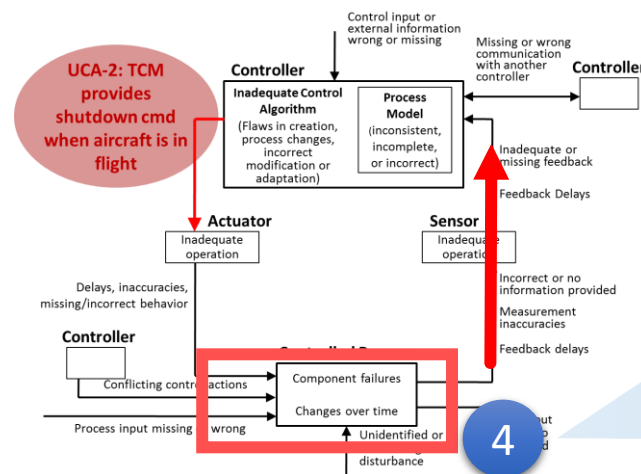 Control input or
external information
wrong or missing
UCA-2: TCM
provides
shutdown cmd
when aircraft is in
flight
Controller
Inadequate Control
Algorithm
(Flaws in creation,
process changes,
incorrect
modification or
adaptation)
Process
Model
(inconsistent,
incomplete,
or incorrect)
Missing or wrong
communication
with another
controller
Controller
Inadequate or
missing feedback
Feedback Delays
Actuator
Inadequate
operation
Sensor
Inadequate
operation
Delays, inaccuracies,
missing/incorrect behavior
Incorrect or no
information provided
Measurement
inaccuracies
Feedback delays
Controller
Component failures
Changes over time
Conflicting control actions
Process input missing wrong
4
Unidentified or
disturbance